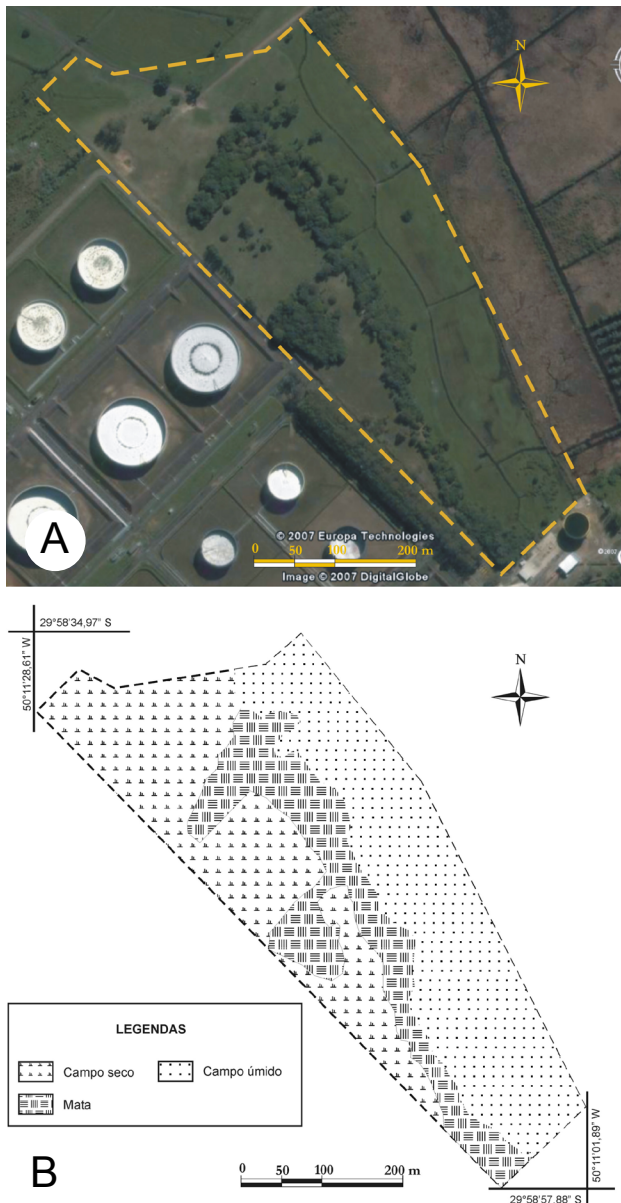 N
© 2007 Europa Technologies
0 50 100 200 m
Image © 2007 DigitalGlobe
A
29°58'34,97" S
50°11'28,61" W
N
LEGENDAS
Campo seco
Campo úmido
Mata
B
0 50 100 200 m
50°11'01,89" W
29°58'57,88" S